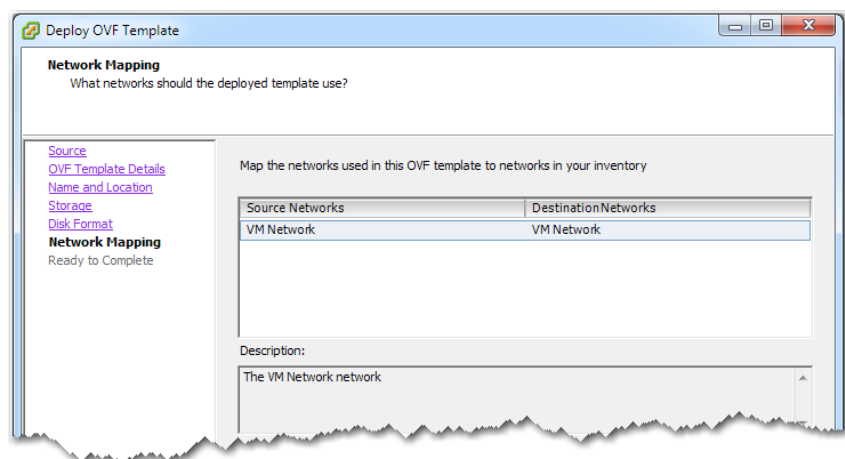 Deploy OVF Template
Network Mapping
What networks should the deployed template use?
Source
OVF Template Details
Name and Location
Storage
Disk Format
Network Mapping
Ready to Complete
Map the networks used in this OVF template to networks in your inventory
Source Networks DestinationNetworks
VM Network VM Network
Description:
The VM Network network